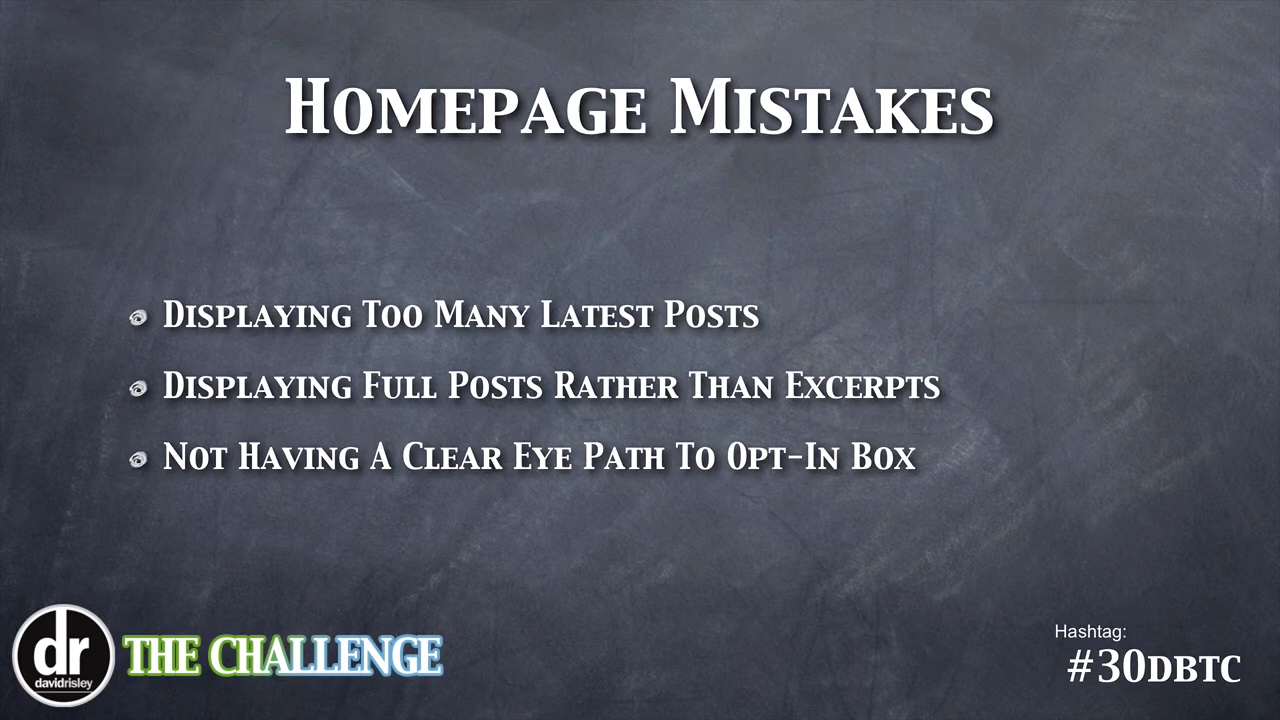 Homepage Mistakes
Displaying Too Many Latest Posts
Displaying Full Posts Rather Than Excerpts
Not Having A Clear Eye Path To Opt-In Box
dr
davidrisley
THE CHALLENGE
Hashtag:
#30DBTC